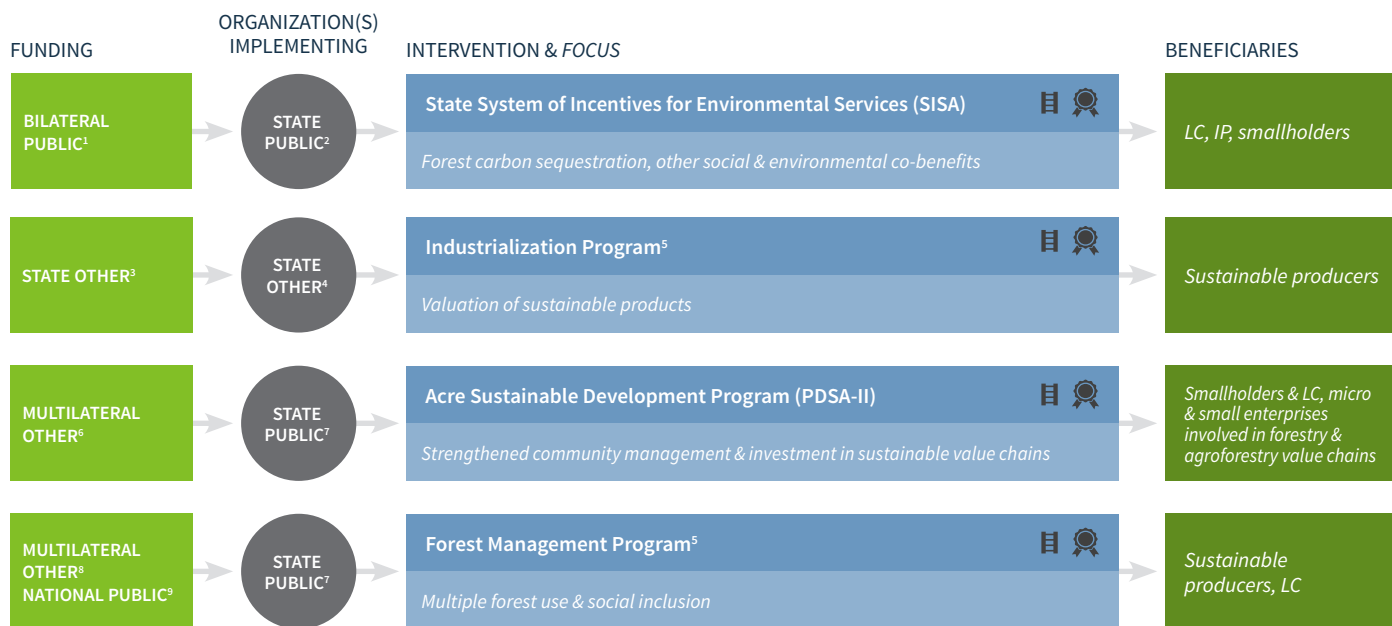 FUNDING
ORGANIZATION(S)
IMPLEMENTING
INTERVENTION & FOCUS
BENEFICIARIES
BILATERAL
PUBLIC¹
STATE
PUBLIC²
State System of Incentives for Environmental Services (SISA)
Forest carbon sequestration, other social & environmental co-benefits
LC, IP, smallholders
STATE OTHER³
STATE
OTHER⁴
Industrialization Program⁵
Valuation of sustainable products
Sustainable producers
MULTILATERAL
OTHER⁶
STATE
PUBLIC⁷
Acre Sustainable Development Program (PDSA-II)
Strengthened community management & investment in sustainable value chains
Smallholders & LC, micro
& small enterprises
involved in forestry &
agroforestry value chains
MULTILATERAL
OTHER⁸
NATIONAL PUBLIC⁹
STATE
PUBLIC⁷
Forest Management Program⁵
Multiple forest use & social inclusion
Sustainable
producers, LC